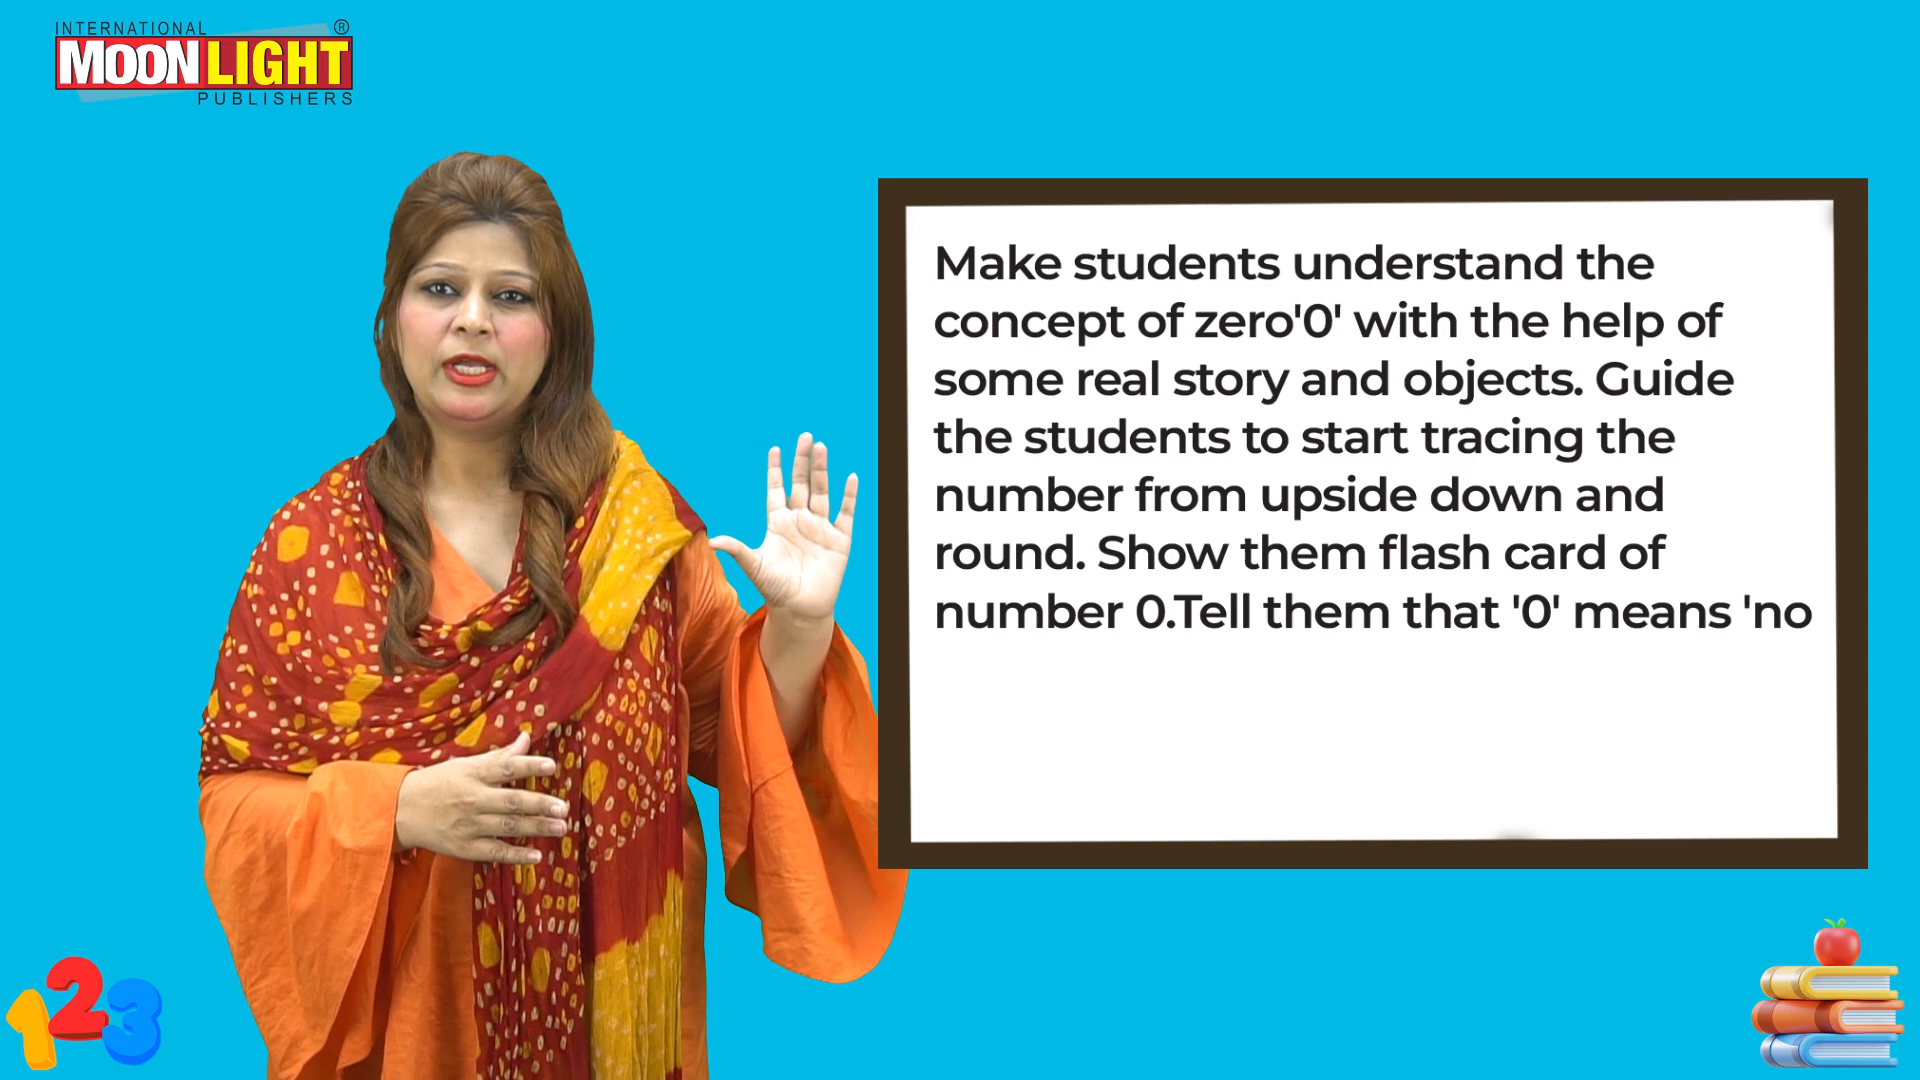 INTERNATIONAL ®
MOONLIGHT
PUBLISHERS
Make students understand the
concept of zero'0' with the help of
some real story and objects. Guide
the students to start tracing the
number from upside down and
round. Show them flash card of
number 0.Tell them that '0' means 'no
123